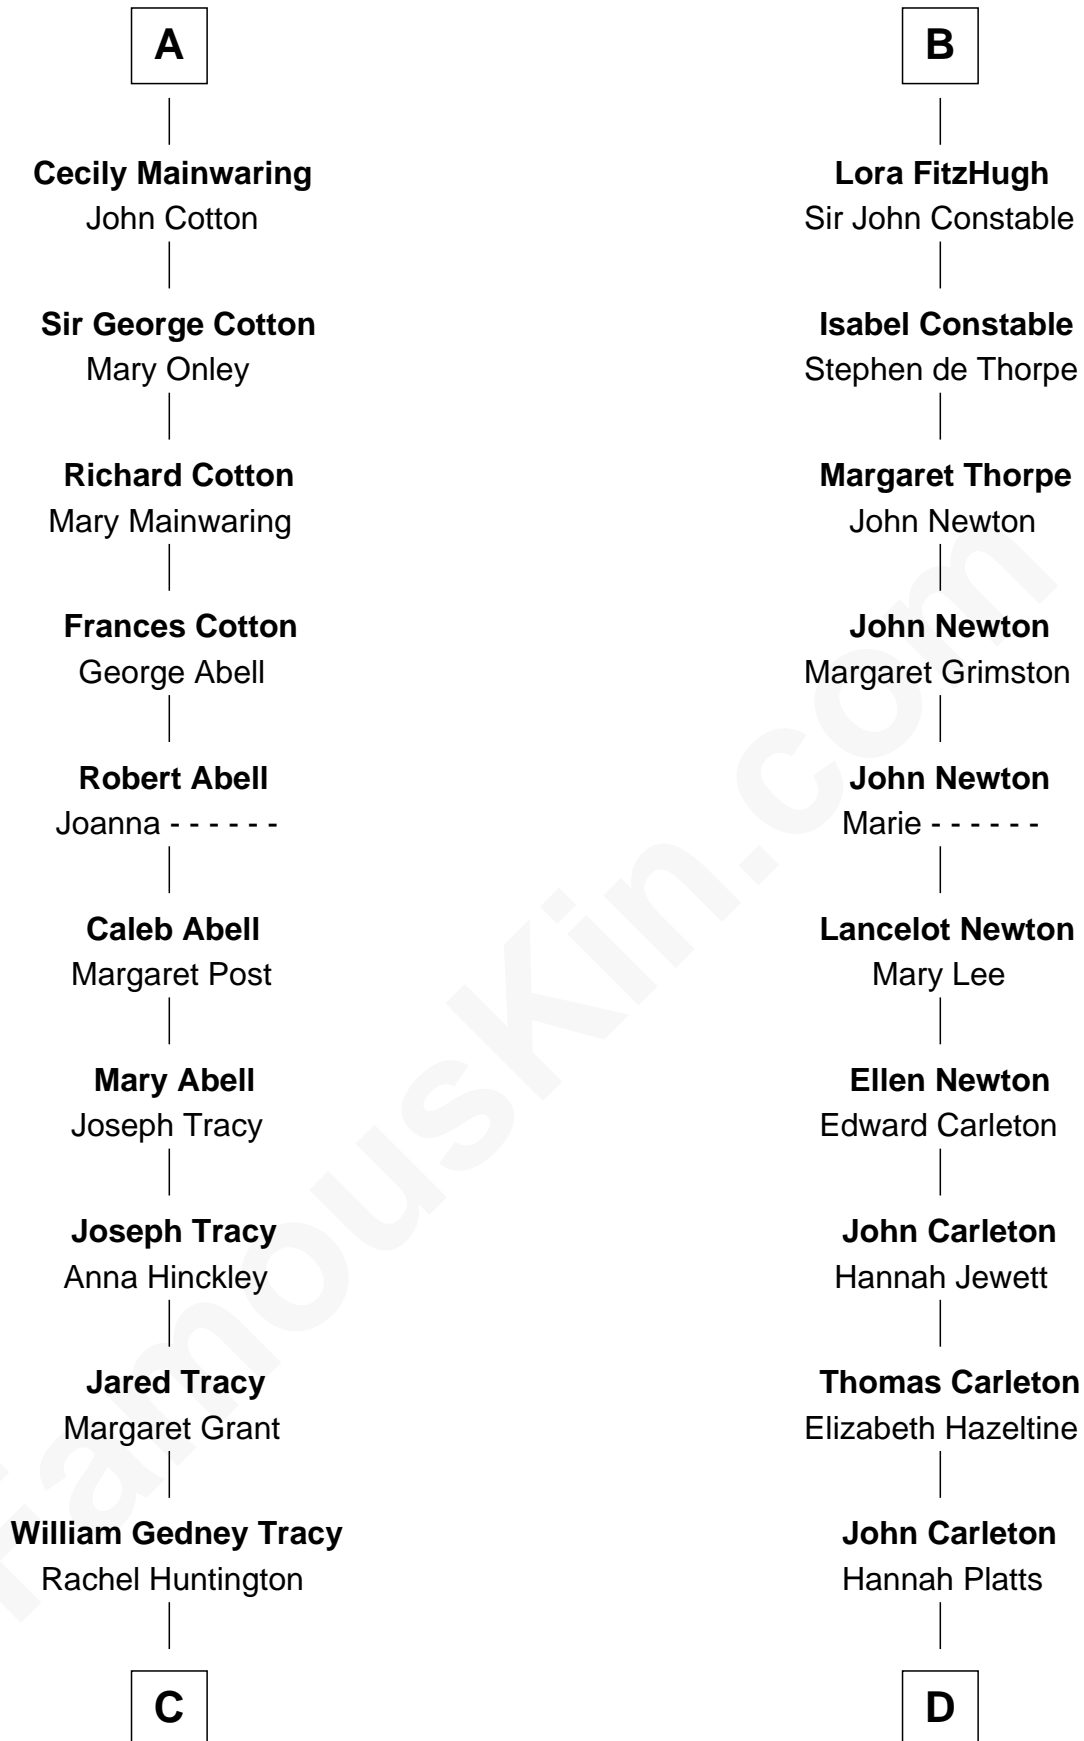 A
Cecily Mainwaring
John Cotton
Sir George Cotton
Mary Onley
Richard Cotton
Mary Mainwaring
Frances Cotton
George Abell
Robert Abell
Joanna - - - - - -
Caleb Abell
Margaret Post
Mary Abell
Joseph Tracy
Joseph Tracy
Anna Hinckley
Jared Tracy
Margaret Grant
William Gedney Tracy
Rachel Huntington
C
B
Lora FitzHugh
Sir John Constable
Isabel Constable
Stephen de Thorpe
Margaret Thorpe
John Newton
John Newton
Margaret Grimston
John Newton
Marie - - - - - -
Lancelot Newton
Mary Lee
Ellen Newton
Edward Carleton
John Carleton
Hannah Jewett
Thomas Carleton
Elizabeth Hazeltine
John Carleton
Hannah Platts
D
FamousKin.com